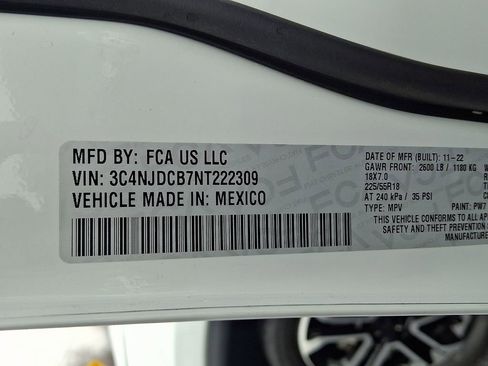 MFD BY: FCA US LLC
VIN: 3C4NJDCB7NT222309
VEHICLE MADE IN: MEXICO
DATE OF MFR (BUILT): 11-22
GAWR FRONT: 2600 LB / 1180 KG
18X7.0
225/55R18
AT 240 kPa / 35 PSI
TYPE: MPV
PAINT: PW7
THIS VEHICLE CONFORMS TO ALL AP
SAFETY AND THEFT PREVENTION S
MANUFACTURE